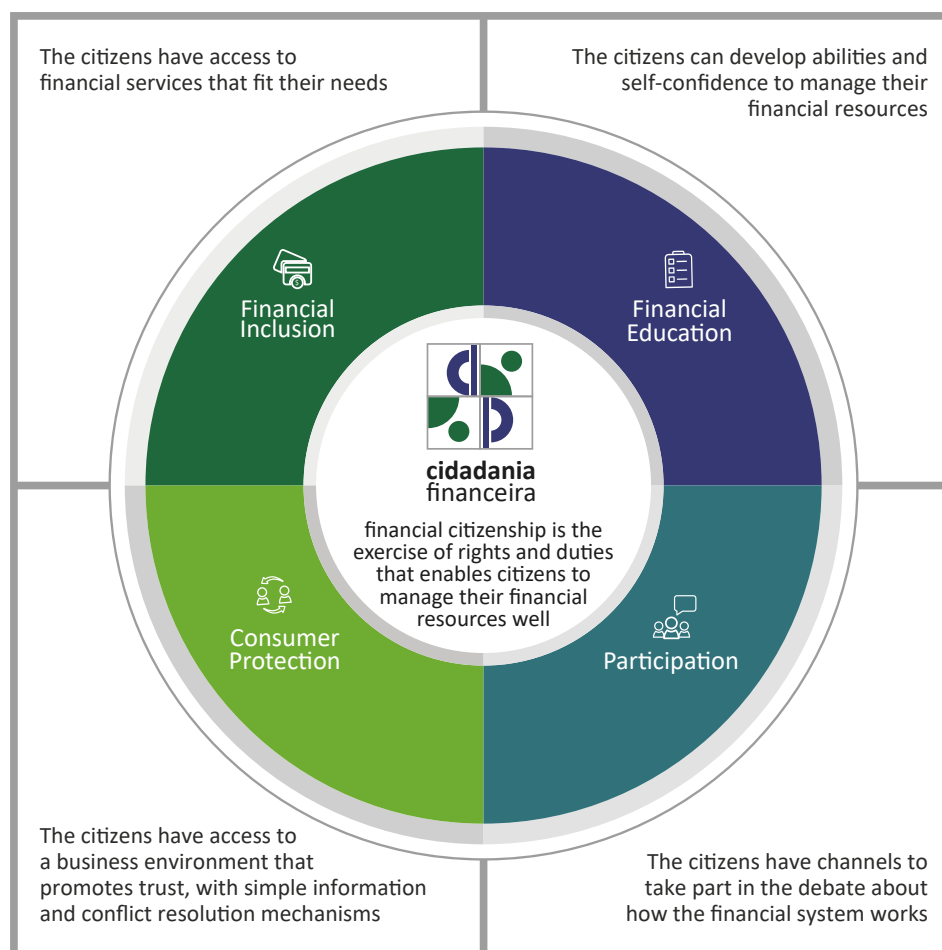 The citizens have access to
financial services that fit their needs
The citizens can develop abilities and
self-confidence to manage their
financial resources
Financial
Inclusion
Financial
Education
cidadania
financeira
financial citizenship is the
exercise of rights and duties
that enables citizens to
manage their financial
resources well
Consumer
Protection
Participation
The citizens have access to
a business environment that
promotes trust, with simple information
and conflict resolution mechanisms
The citizens have channels to
take part in the debate about
how the financial system works